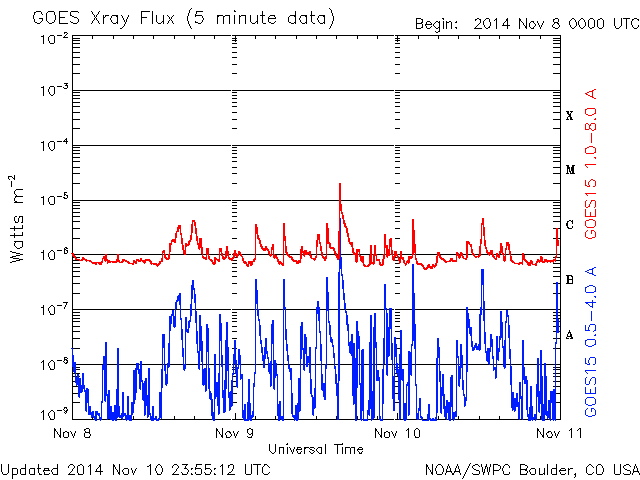 GOES Xray Flux (5 minute data)
Begin: 2014 Nov 8 0000 UTC
10-2
10-3
10-4
10-5
10-6
10-7
10-8
10-9
Watts m-2
X
M
C
B
A
GOES15 1.0-8.0 A
GOES15 0.5-4.0 A
Nov 8 Nov 9 Nov 10 Nov 11
Universal Time
Updated 2014 Nov 10 23:55:12 UTC
NOAA/SWPC Boulder, CO USA